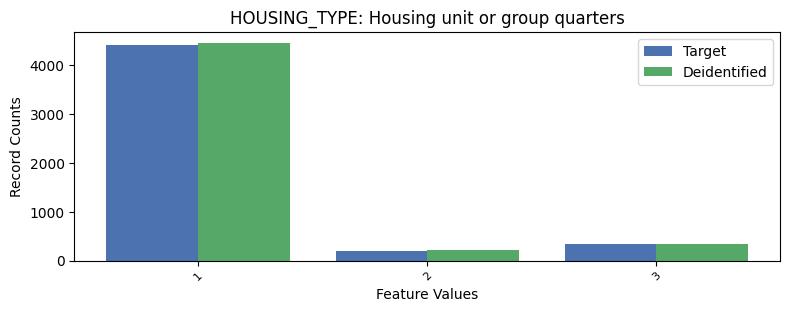 HOUSING_TYPE: Housing unit or group quarters
Target
Deidentified
Record Counts
4000
3000
2000
1000
0
1
2
3
Feature Values